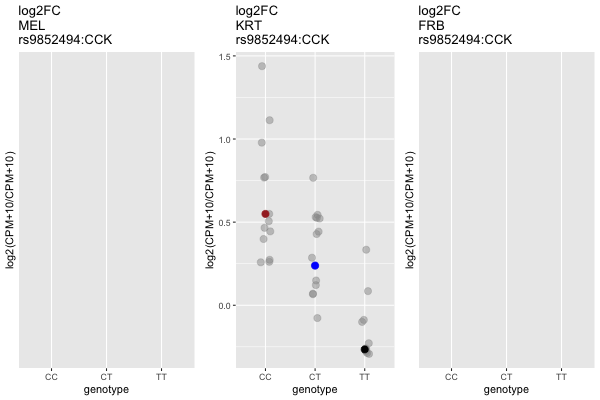 log2FC
MEL
rs9852494:CCK
log2(CPM+10/CPM+10)
CC CT TT
genotype
log2FC
KRT
rs9852494:CCK
log2(CPM+10/CPM+10)
1.5
1.0
0.5
0.0
CC CT TT
genotype
log2FC
FRB
rs9852494:CCK
log2(CPM+10/CPM+10)
CC CT TT
genotype